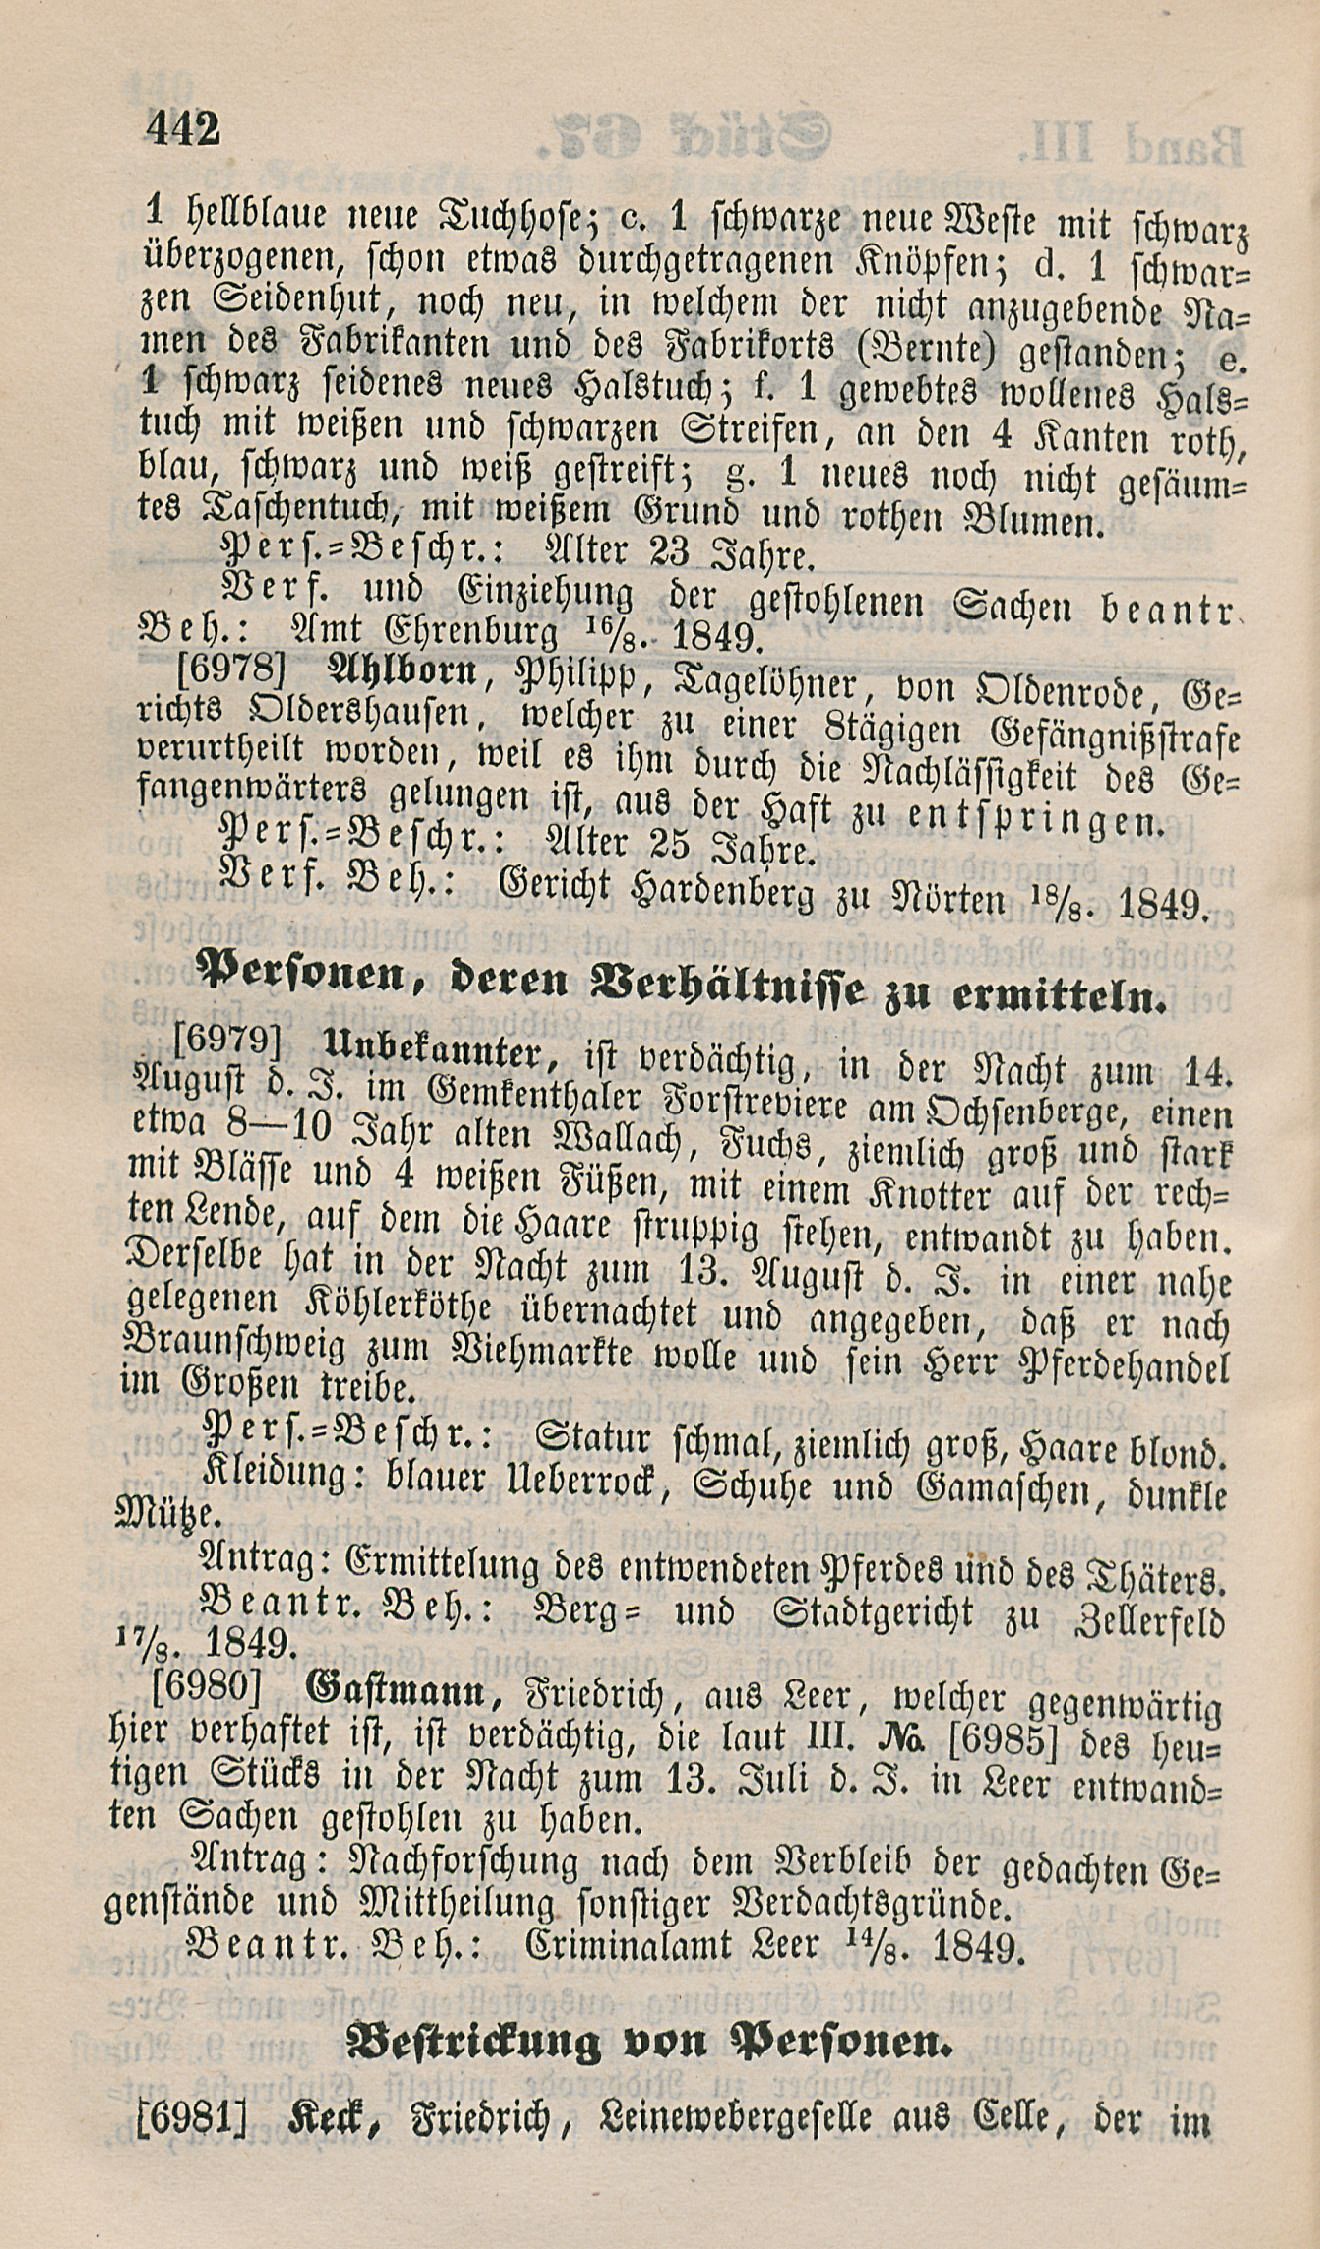 442
1 hellblaue neue Tuchhose; c. 1 schwarze neue Weste mit schwarz
überzogenen, schon etwas durchgetragenen Knöpfen; d. 1 schwar-
zen Seidenhut, noch neu, in welchem der nicht anzugebende Na-
men des Fabrikanten und des Fabrikorts (Bernte) gestanden; e.
1 schwarz seidenes neues Halstuch; f. 1 gewebtes wollenes Hals-
tuch mit weißen und schwarzen Streifen, an den 4 Kanten roth,
blau, schwarz und weiß gestreift; g. 1 neues noch nicht gesäum-
tes Taschentuch, mit weißem Grund und rothen Blumen.
Pers.-Beschr.: Alter 23 Jahre.
Verf. und Einziehung der gestohlenen Sachen beantr.
Beh.: Amt Ehrenburg 16/8. 1849.
[6978] Ahlborn, Philipp, Tagelöhner, von Oldenrode, Ge-
richts Oldershausen, welcher zu einer 8tägigen Gefängnißstrafe
verurtheilt worden, weil es ihm durch die Nachlässigkeit des Ge-
fangenwärters gelungen ist, aus der Haft zu entspringen.
Pers.-Beschr.: Alter 25 Jahre.
Verf. Beh.: Gericht Hardenberg zu Nörten 18/8. 1849.
Personen, deren Verhältnisse zu ermitteln.
[6979] Unbekannter, ist verdächtig, in der Nacht zum 14.
August d. J. im Gemkenthaler Forstreviere am Ochsenberge, einen
etwa 8—10 Jahr alten Wallach, Fuchs, ziemlich groß und stark
mit Blässe und 4 weißen Füßen, mit einem Knotter auf der rech-
ten Lende, auf dem die Haare struppig stehen, entwandt zu haben.
Derselbe hat in der Nacht zum 13. August d. J. in einer nahe
gelegenen Köhlerköthe übernachtet und angegeben, daß er nach
Braunschweig zum Viehmarkte wolle und sein Herr Pferdehandel
im Großen treibe.
Pers.-Beschr.: Statur schmal, ziemlich groß, Haare blond.
Kleidung: blauer Ueberrock, Schuhe und Gamaschen, dunkle
Mütze.
Antrag: Ermittelung des entwendeten Pferdes und des Thäters.
Beantr. Beh.: Berg- und Stadtgericht zu Zellerfeld
17/8. 1849.
[6980] Gastmann, Friedrich, aus Leer, welcher gegenwärtig
hier verhaftet ist, ist verdächtig, die laut III. No. [6985] des heu-
tigen Stücks in der Nacht zum 13. Juli d. J. in Leer entwand-
ten Sachen gestohlen zu haben.
Antrag: Nachforschung nach dem Verbleib der gedachten Ge-
genstände und Mittheilung sonstiger Verdachtsgründe.
Beantr. Beh.: Criminalamt Leer 14/8. 1849.
Bestrickung von Personen.
[6981] Keck, Friedrich, Leinewebergeselle aus Celle, der im